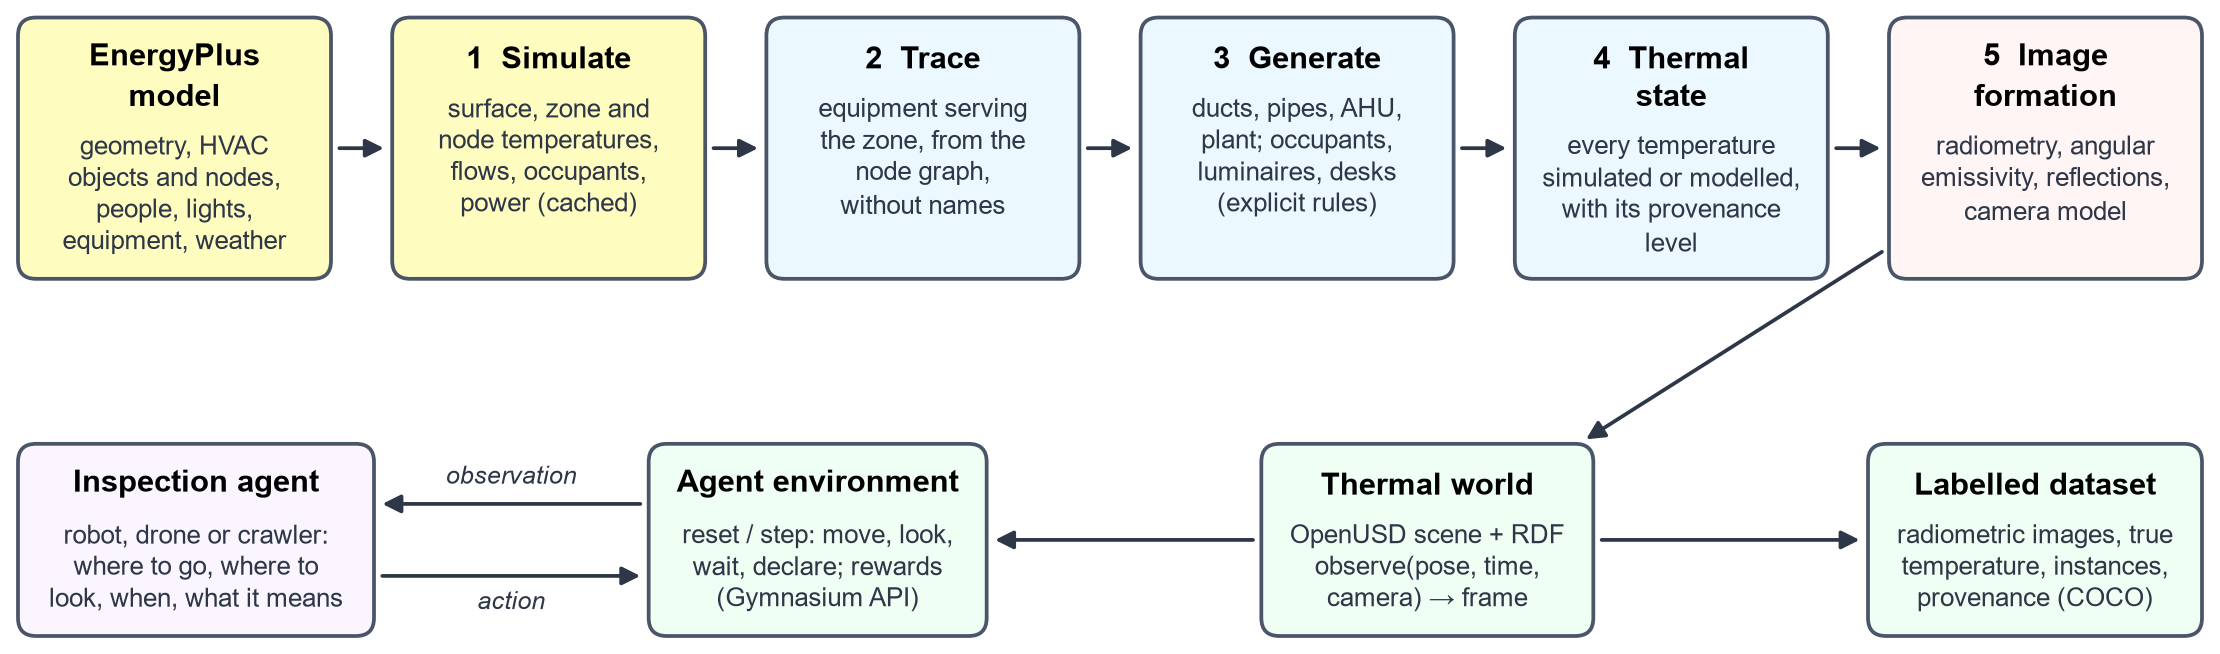 EnergyPlus
model
geometry, HVAC
objects and nodes,
people, lights,
equipment, weather
1 Simulate
surface, zone and
node temperatures,
flows, occupants,
power (cached)
2 Trace
equipment serving
the zone, from the
node graph,
without names
3 Generate
ducts, pipes, AHU,
plant; occupants,
luminaires, desks
(explicit rules)
4 Thermal
state
every temperature
simulated or modelled,
with its provenance
level
5 Image
formation
radiometry, angular
emissivity, reflections,
camera model
Inspection agent
robot, drone or crawler:
where to go, where to
look, when, what it means
observation
action
Agent environment
reset / step: move, look,
wait, declare; rewards
(Gymnasium API)
Thermal world
OpenUSD scene + RDF
observe(pose, time,
camera) → frame
Labelled dataset
radiometric images, true
temperature, instances,
provenance (COCO)